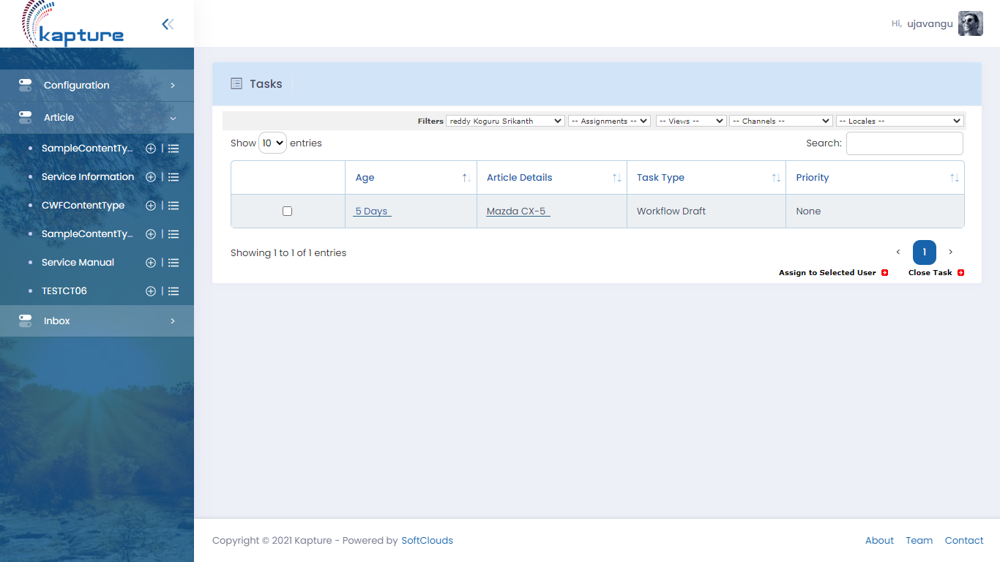 kapture
Hi, ujavangu
Configuration
Article
SampleContentTy...
Service Information
CWFContentType
SampleContentTy...
Service Manual
TESTCT06
Inbox
Tasks
Filters reddy Koguru Srikanth -- Assignments -- -- Views -- -- Channels -- -- Locales --
Show 10 entries Search:
Age Article Details Task Type Priority
5 Days Mazda CX-5 Workflow Draft None
Showing 1 to 1 of 1 entries < 1 >
Assign to Selected User Close Task
Copyright © 2021 Kapture - Powered by SoftClouds About Team Contact